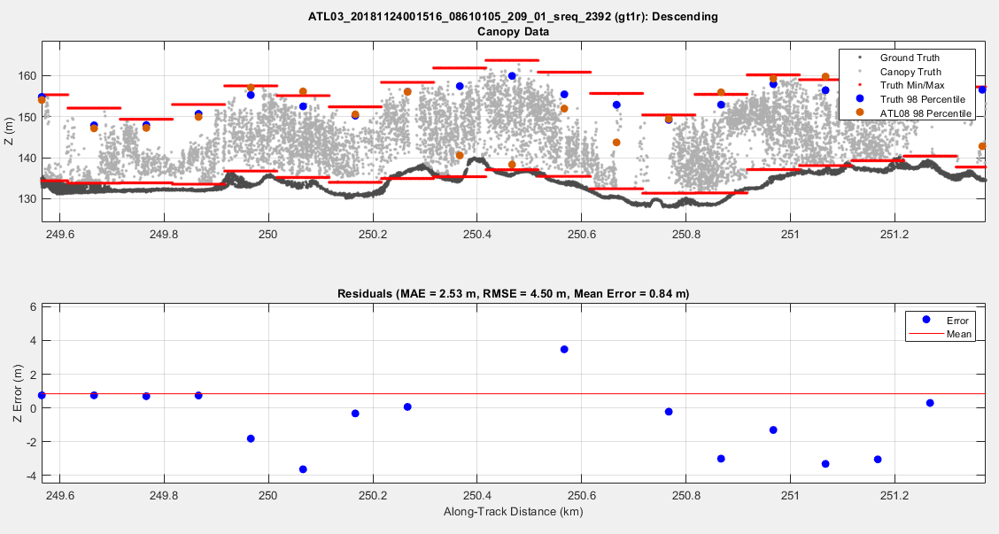 ATL03_20181124001516_08610105_209_01_sreq_2392 (gt1r): Descending
Canopy Data
Z (m)
160
150
140
130
249.6 249.8 250 250.2 250.4 250.6 250.8 251 251.2
Ground Truth
Canopy Truth
Truth Min/Max
Truth 98 Percentile
ATL08 98 Percentile
Residuals (MAE = 2.53 m, RMSE = 4.50 m, Mean Error = 0.84 m)
Z Error (m)
6
4
2
0
-2
-4
249.6 249.8 250 250.2 250.4 250.6 250.8 251 251.2
Along-Track Distance (km)
Error
Mean